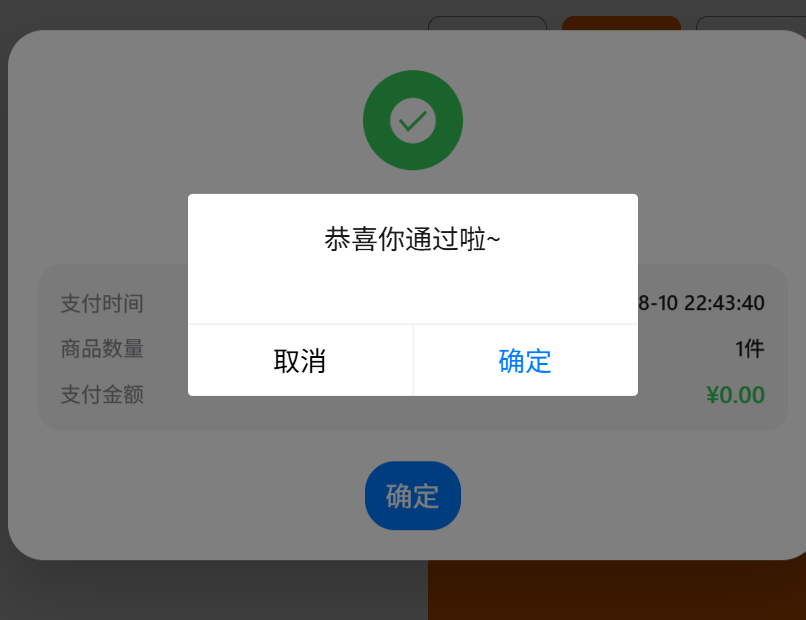 恭喜你通过啦~
支付时间 8-10 22:43:40
商品数量 1件
支付金额 ¥0.00
取消 确定
确定